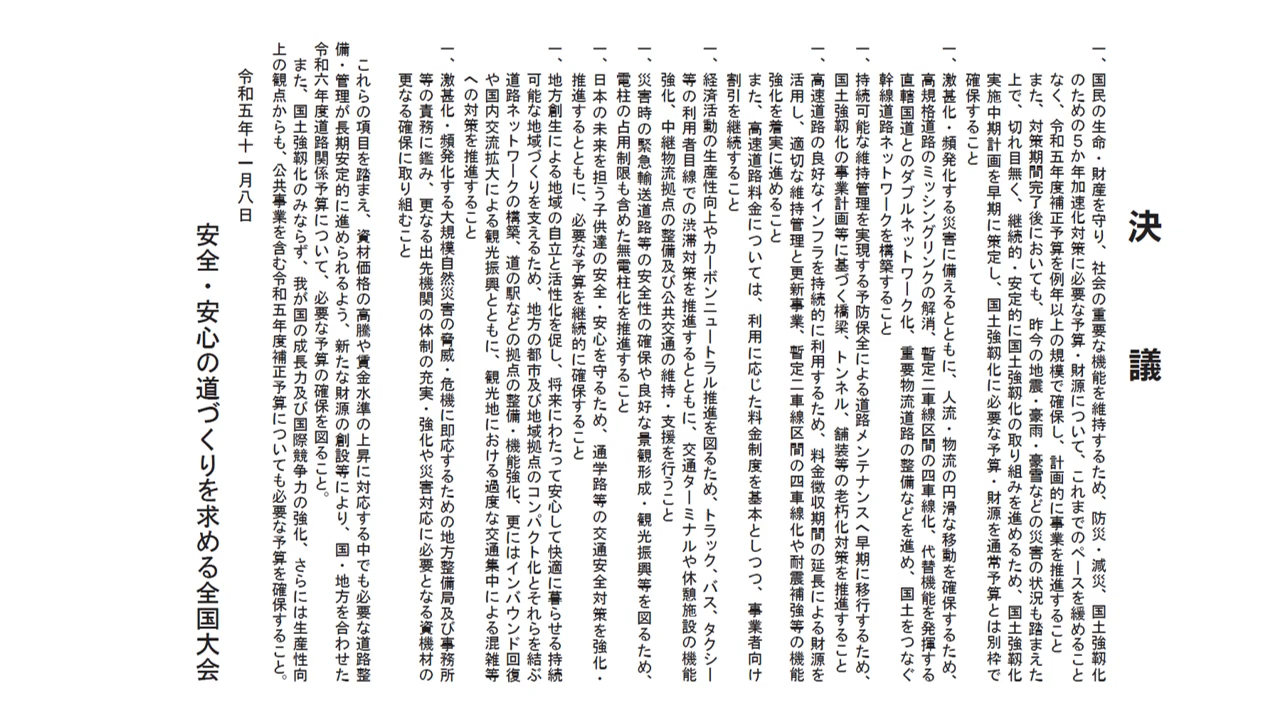 決議
一、国民の生命・財産を守り、社会の重要な機能を維持するため、防災・減災、国土強靱化
のための５か年加速化対策に必要な予算・財源について、これまでのペースを緩めること
なく、令和五年度補正予算を例年以上の規模で確保し、計画的に事業を推進すること
また、対策期間完了後においても、昨今の地震・豪雨・豪雪などの災害の状況も踏まえた
上で、切れ目無く、継続的・安定的に国土強靱化の取り組みを進めるため、国土強靱化
実施中期計画を早期に策定し、国土強靱化に必要な予算・財源を通常予算とは別枠で
確保すること
一、激甚化・頻発化する災害に備えるとともに、人流・物流の円滑な移動を確保するため、
高規格道路のミッシングリンクの解消、暫定二車線区間の四車線化、代替機能を発揮する
直轄国道とのダブルネットワーク化、重要物流道路の整備などを進め、国土をつなぐ
幹線道路ネットワークを構築すること
一、持続可能な維持管理を実現する予防保全による道路メンテナンスへ早期に移行するため、
国土強靱化の事業計画等に基づく橋梁、トンネル、舗装等の老朽化対策を推進すること
一、高速道路の良好なインフラを持続的に利用するため、料金徴収期間の延長による財源を
活用し、適切な維持管理と更新事業、暫定二車線区間の四車線化や耐震補強等の機能
強化を着実に進めること
また、高速道路料金については、利用に応じた料金制度を基本としつつ、事業者向け
割引を継続すること
一、経済活動の生産性向上やカーボンニュートラル推進を図るため、トラック、バス、タクシー
等の利用者目線での渋滞対策を推進するとともに、交通ターミナルや休憩施設の機能
強化、中継物流拠点の整備及び公共交通の維持・支援を行うこと
一、災害時の緊急輸送道路等の安全性の確保や良好な景観形成・観光振興等を図るため、
電柱の占用制限も含めた無電柱化を推進すること
一、日本の未来を担う子供達の安全・安心を守るため、通学路等の交通安全対策を強化・
推進するとともに、必要な予算を継続的に確保すること
一、地方創生による地域の自立と活性化を促し、将来にわたって安心して快適に暮らせる持続
可能な地域づくりを支えるため、地方の都市及び地域拠点のコンパクト化とそれらを結ぶ
道路ネットワークの構築、道の駅などの拠点の整備・機能強化、更にはインバウンド回復
や国内交流拡大による観光振興とともに、観光地における過度な交通集中による混雑等
への対策を推進すること
一、激甚化・頻発化する大規模自然災害の脅威・危機に即応するための地方整備局及び事務所
等の責務に鑑み、更なる出先機関の体制の充実・強化や災害対応に必要となる資機材の
更なる確保に取り組むこと
これらの項目を踏まえ、資材価格の高騰や賃金水準の上昇に対応する中でも必要な道路整
備・管理が長期安定的に進められるよう、新たな財源の創設等により、国・地方を合わせた
令和六年度道路関係予算について、必要な予算の確保を図ること。
また、国土強靱化のみならず、我が国の成長力及び国際競争力の強化、さらには生産性向
上の観点からも、公共事業を含む令和五年度補正予算についても必要な予算を確保すること。
令和五年十一月八日
安全・安心の道づくりを求める全国大会